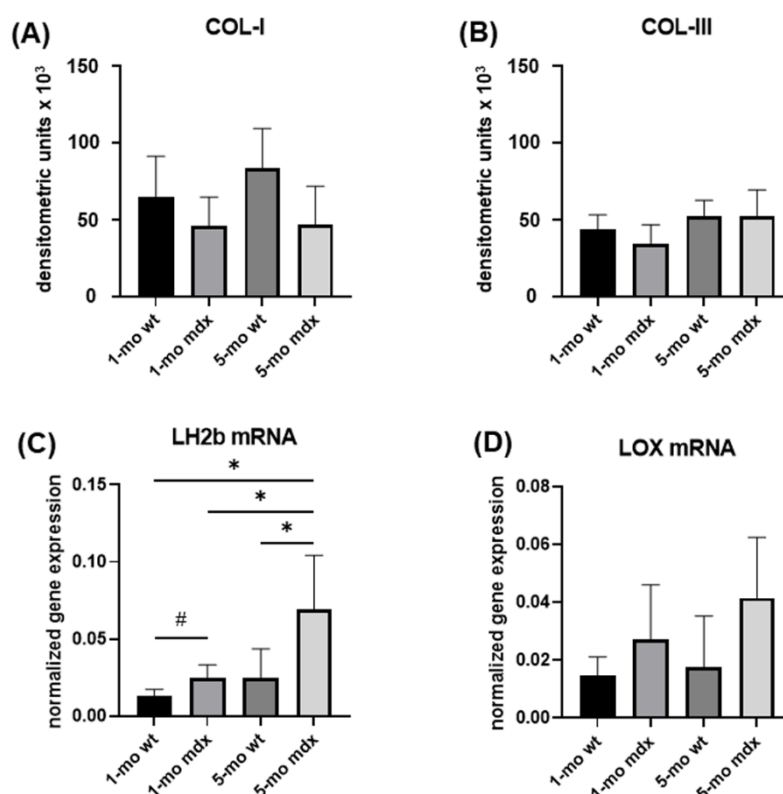 (A)
COL-I
densitometric units x 10³
150
100
50
0
1-mo wt
1-mo mdx
5-mo wt
5-mo mdx
(B)
COL-III
densitometric units x 10³
150
100
50
0
1-mo wt
1-mo mdx
5-mo wt
5-mo mdx
(C)
LH2b mRNA
normalized gene expression
0.15
0.10
0.05
0.00
*
*
*
#
1-mo wt
1-mo mdx
5-mo wt
5-mo mdx
(D)
LOX mRNA
normalized gene expression
0.08
0.06
0.04
0.02
0.00
1-mo wt
1-mo mdx
5-mo wt
5-mo mdx